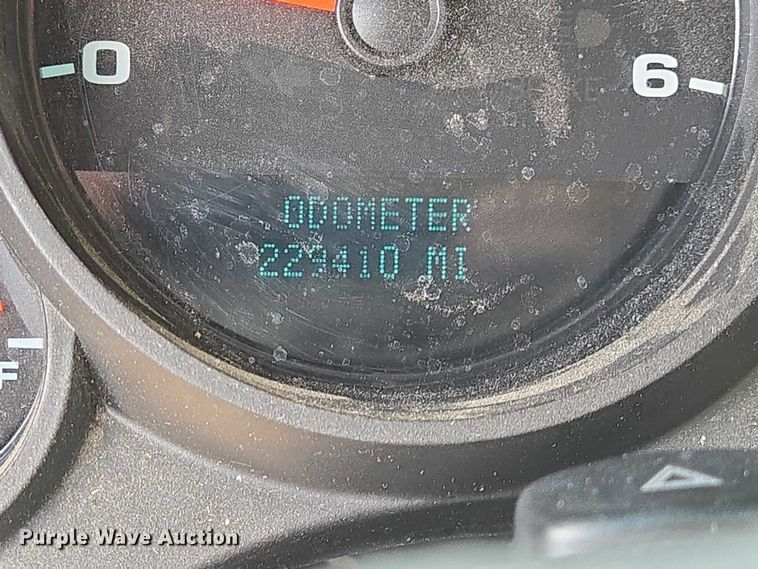 0
6
ODOMETER
229410 MI
F
Purple Wave Auction